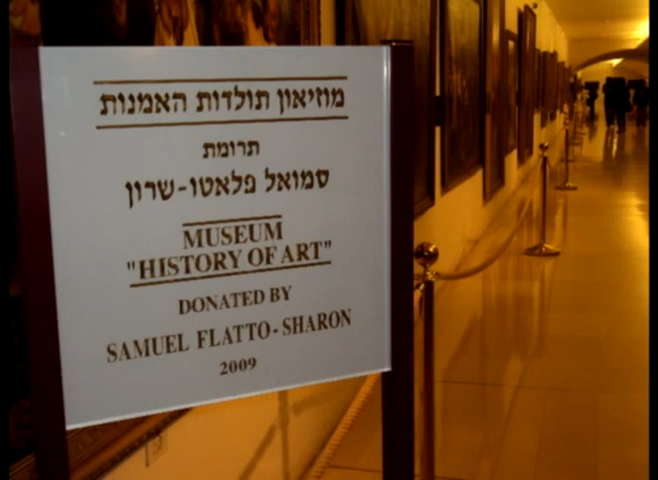 מוזיאון תולדות האמנות
תרומת
סמואל פלאטו-שרון
MUSEUM
"HISTORY OF ART"
DONATED BY
SAMUEL FLATTO-SHARON
2009